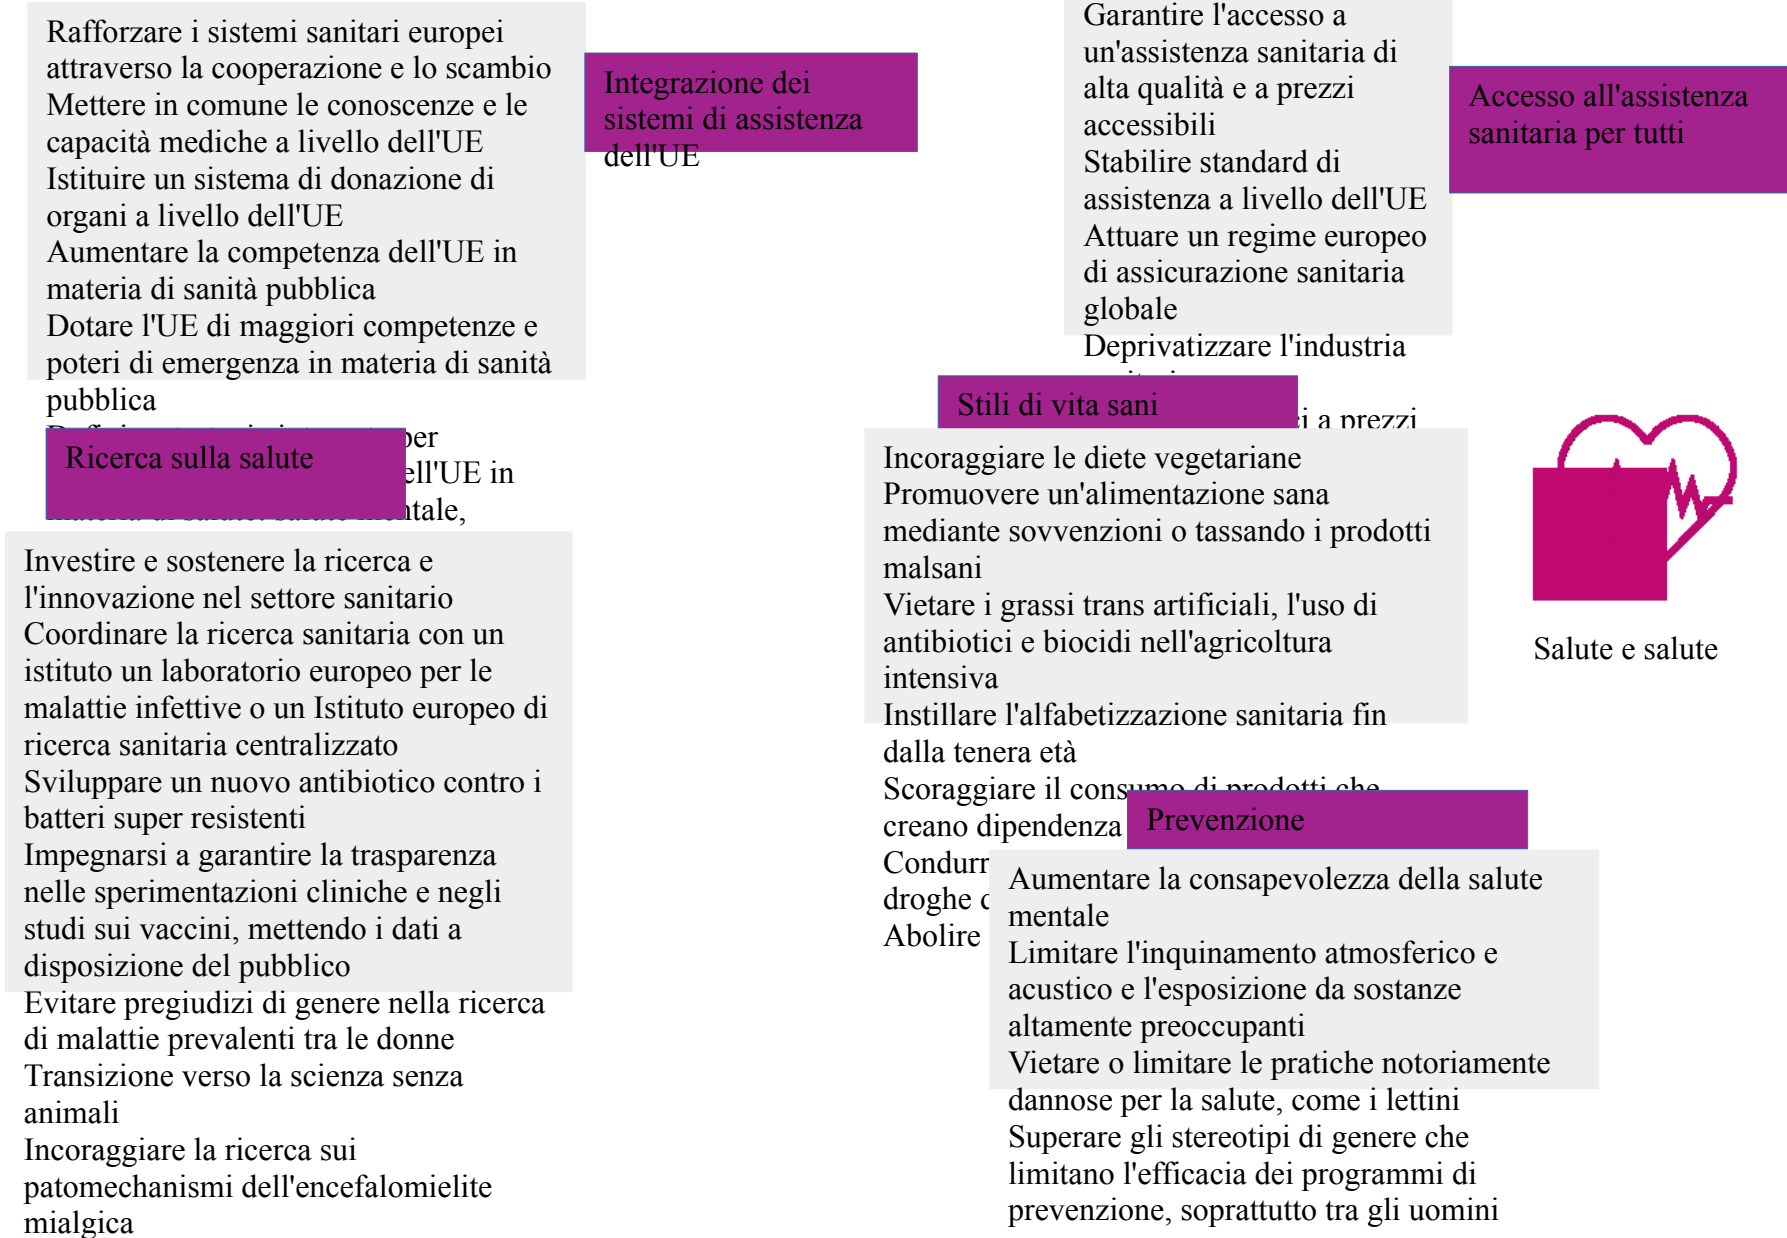 Rafforzare i sistemi sanitari europei
attraverso la cooperazione e lo scambio
Mettere in comune le conoscenze e le
capacità mediche a livello dell'UE
Istituire un sistema di donazione di
organi a livello dell'UE
Aumentare la competenza dell'UE in
materia di sanità pubblica
Dotare l'UE di maggiori competenze e
poteri di emergenza in materia di sanità
pubblica
per
ell'UE in
Integrazione dei
sistemi di assistenza
dell'UE
Garantire l'accesso a
un'assistenza sanitaria di
alta qualità e a prezzi
accessibili
Stabilire standard di
assistenza a livello dell'UE
Attuare un regime europeo
di assicurazione sanitaria
globale
Deprivatizzare l'industria
a prezzi
Accesso all'assistenza
sanitaria per tutti
Ricerca sulla salute
Investire e sostenere la ricerca e
l'innovazione nel settore sanitario
Coordinare la ricerca sanitaria con un
istituto un laboratorio europeo per le
malattie infettive o un Istituto europeo di
ricerca sanitaria centralizzato
Sviluppare un nuovo antibiotico contro i
batteri super resistenti
Impegnarsi a garantire la trasparenza
nelle sperimentazioni cliniche e negli
studi sui vaccini, mettendo i dati a
disposizione del pubblico
Evitare pregiudizi di genere nella ricerca
di malattie prevalenti tra le donne
Transizione verso la scienza senza
animali
Incoraggiare la ricerca sui
patomechanismi dell'encefalomielite
mialgica
Stili di vita sani
Incoraggiare le diete vegetariane
Promuovere un'alimentazione sana
mediante sovvenzioni o tassando i prodotti
malsani
Vietare i grassi trans artificiali, l'uso di
antibiotici e biocidi nell'agricoltura
intensiva
Instillare l'alfabetizzazione sanitaria fin
dalla tenera età
Scoraggiare il consumo di prodotti che
creano dipendenza
Condurr
droghe
Abolire
Salute e salute
Prevenzione
Aumentare la consapevolezza della salute
mentale
Limitare l'inquinamento atmosferico e
acustico e l'esposizione da sostanze
altamente preoccupanti
Vietare o limitare le pratiche notoriamente
dannose per la salute, come i lettini
Superare gli stereotipi di genere che
limitano l'efficacia dei programmi di
prevenzione, soprattutto tra gli uomini